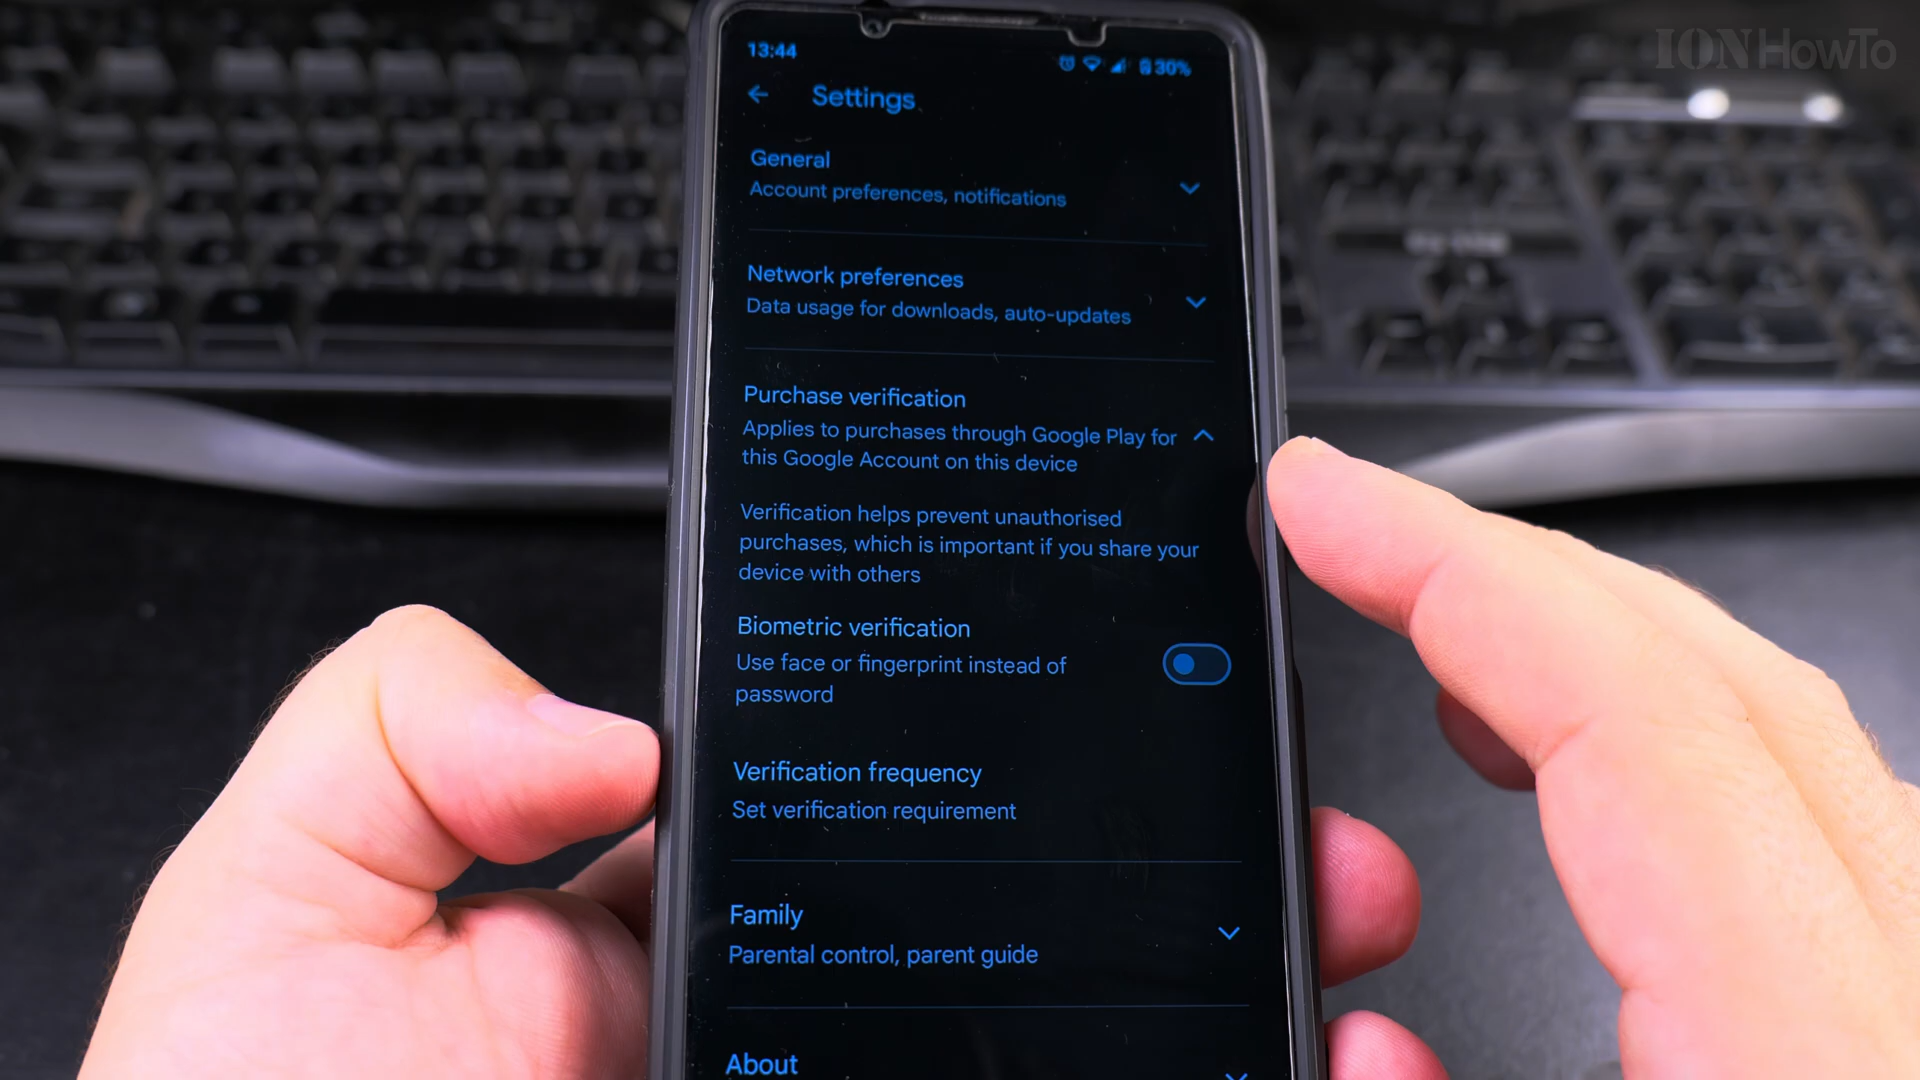 IONHowTo
13:44
30%
Settings
General
Account preferences, notifications
Network preferences
Data usage for downloads, auto-updates
Purchase verification
Applies to purchases through Google Play for
this Google Account on this device
Verification helps prevent unauthorised
purchases, which is important if you share your
device with others
Biometric verification
Use face or fingerprint instead of
password
Verification frequency
Set verification requirement
Family
Parental control, parent guide
About